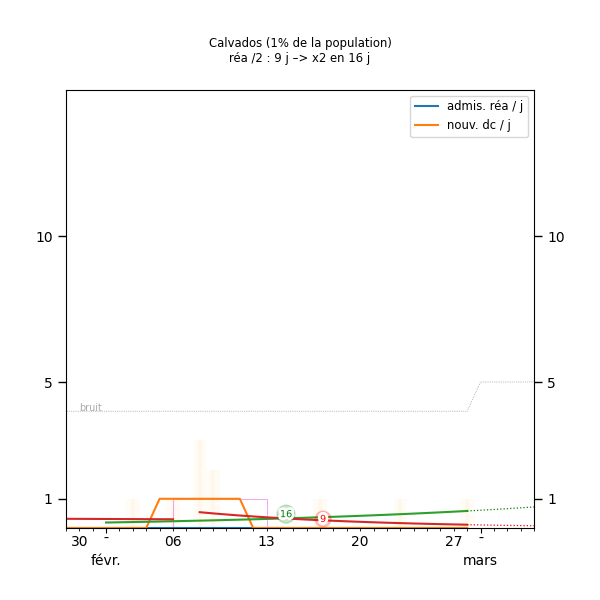 Calvados (1% de la population)
réa /2 : 9 j –> x2 en 16 j
admis. réa / j
nouv. dc / j
10
10
5
5
bruit
1
1
16
9
30
-
06
13
20
27
-
févr.
mars